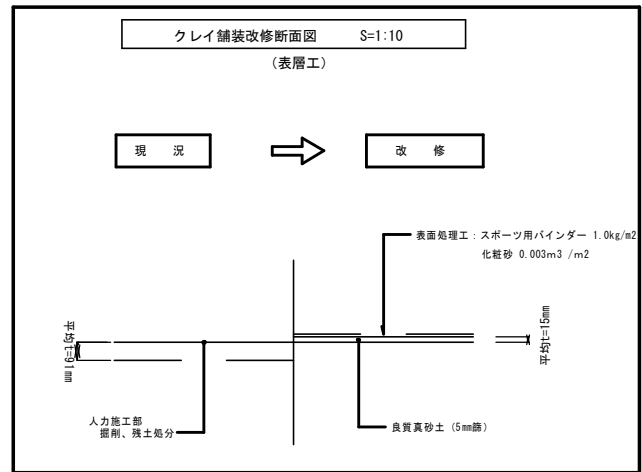 クレイ舗装改修断面図　S=1:10
(表層工)
現　況
改　修
表面処理工：スポーツ用バインダー 1.0kg/m2
化粧砂 0.003m3 /m2
平均t=91mm
平均t=15mm
人力施工部
掘削、残土処分
良質真砂土 (5mm篩)